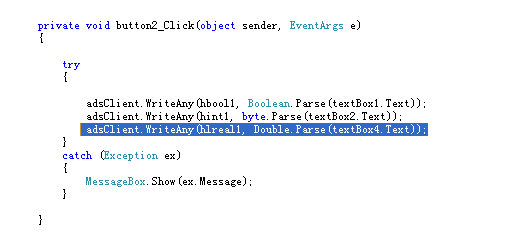 private void button2_Click(object sender, EventArgs e)
{
try
{
adsClient.WriteAny(hbool1, Boolean.Parse(textBox1.Text));
adsClient.WriteAny(hint1, byte.Parse(textBox2.Text));
adsClient.WriteAny(hlreal1, Double.Parse(textBox4.Text));
}
catch (Exception ex)
{
MessageBox.Show(ex.Message);
}
}